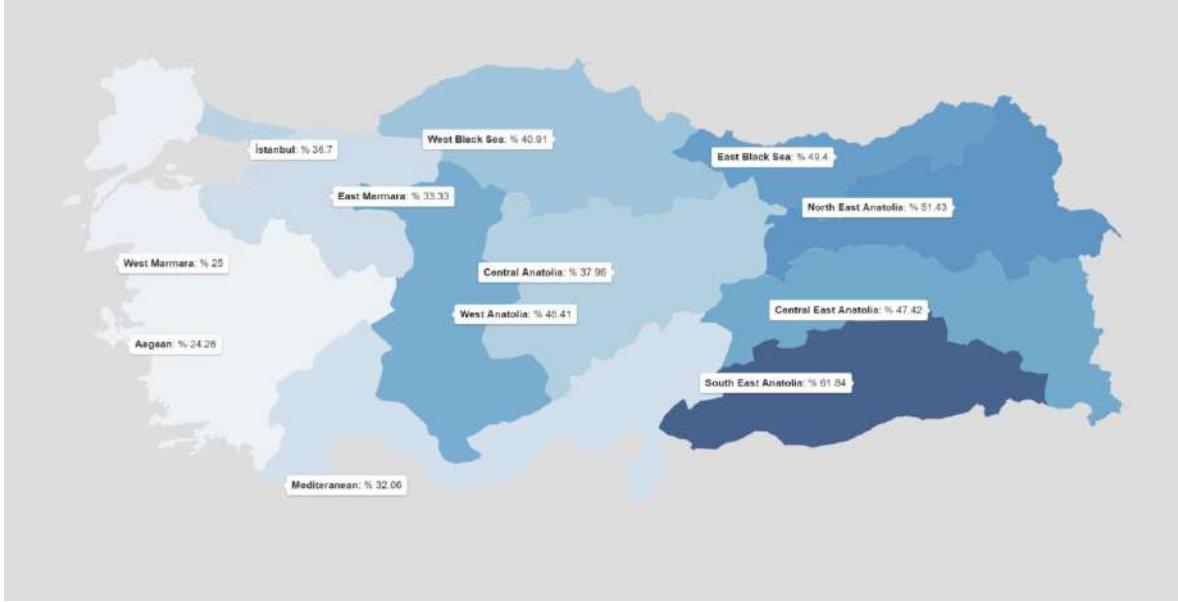 West Black Sea: % 40.91
İstanbul: % 36.7
East Black Sea: % 49.4
East Marmara: % 33.33
North East Anatolia: % 51.43
West Marmara: % 25
Central Anatolia: % 37.96
Central East Anatolia: % 47.42
West Anatolia: % 46.41
Aegean: % 24.28
South East Anatolia: % 61.84
Mediteranean: % 32.06